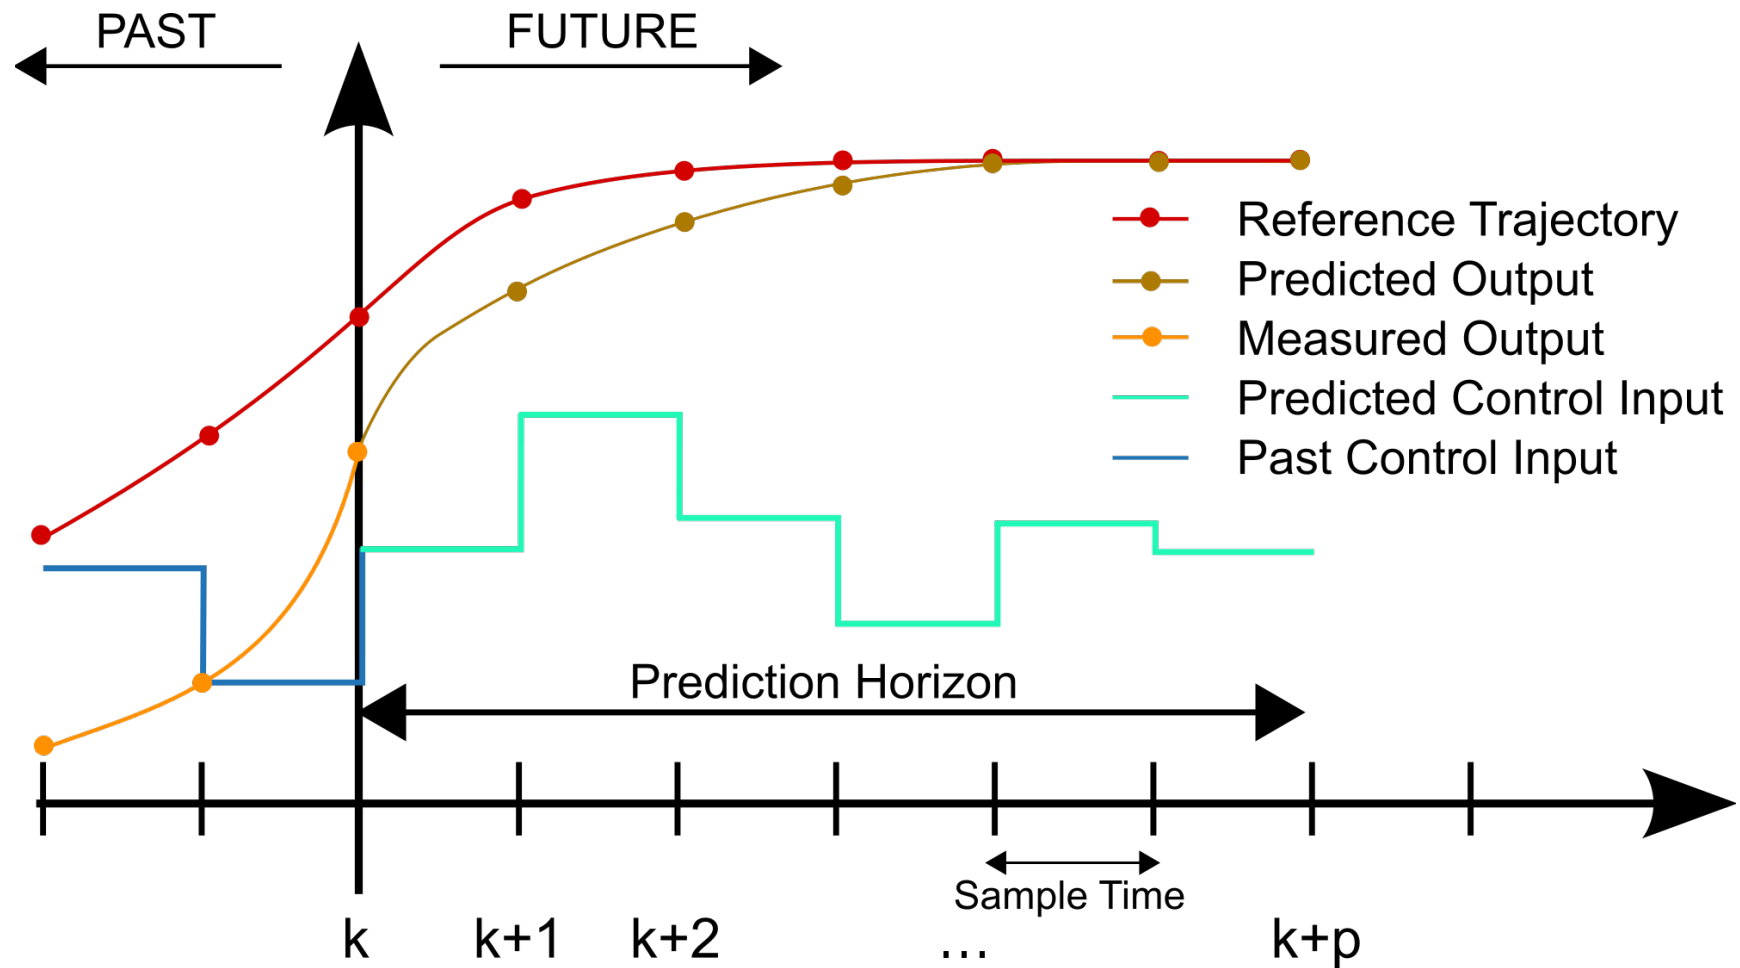 PAST
FUTURE
Reference Trajectory
Predicted Output
Measured Output
Predicted Control Input
Past Control Input
Prediction Horizon
Sample Time
k
k+1
k+2
...
k+p